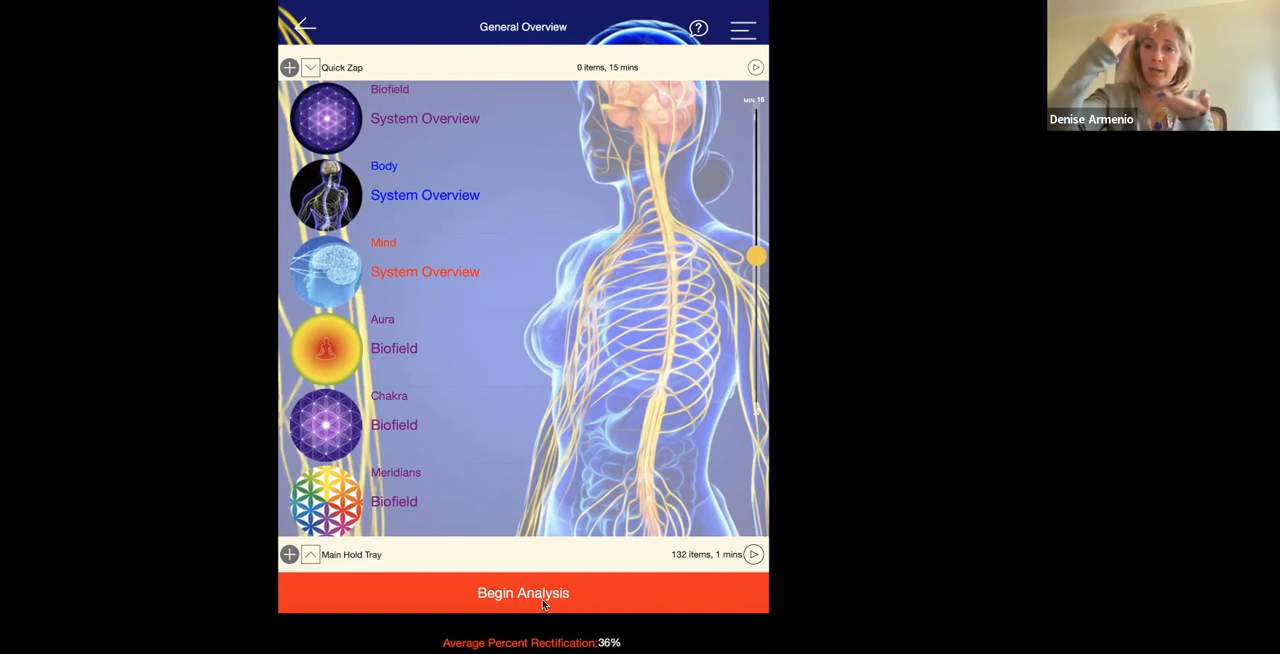 General Overview
?
Quick Zap
0 items, 15 mins
MIN. 15
Biofield
System Overview
Body
System Overview
Mind
System Overview
Aura
Biofield
Chakra
Biofield
Meridians
Biofield
Main Hold Tray
132 items, 1 mins
Begin Analysis
Average Percent Rectification:36%
Denise Armenio